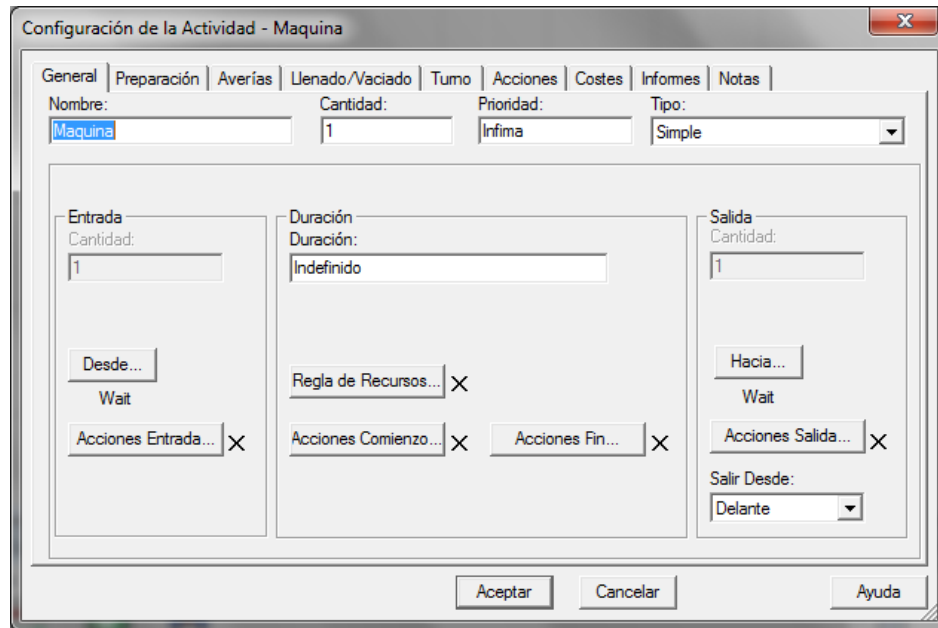 Configuración de la Actividad - Maquina
General Preparación Averías Llenado/Vaciado Turno Acciones Costes Informes Notas
Nombre: Cantidad: Prioridad: Tipo:
Maquina 1 Infima Simple
Entrada Duración Salida
Cantidad: Duración: Cantidad:
1 Indefinido 1
Desde... Regla de Recursos... Hacia...
Wait Wait
Acciones Entrada... Acciones Comienzo... Acciones Fin... Acciones Salida...
Salir Desde:
Delante
Aceptar Cancelar Ayuda